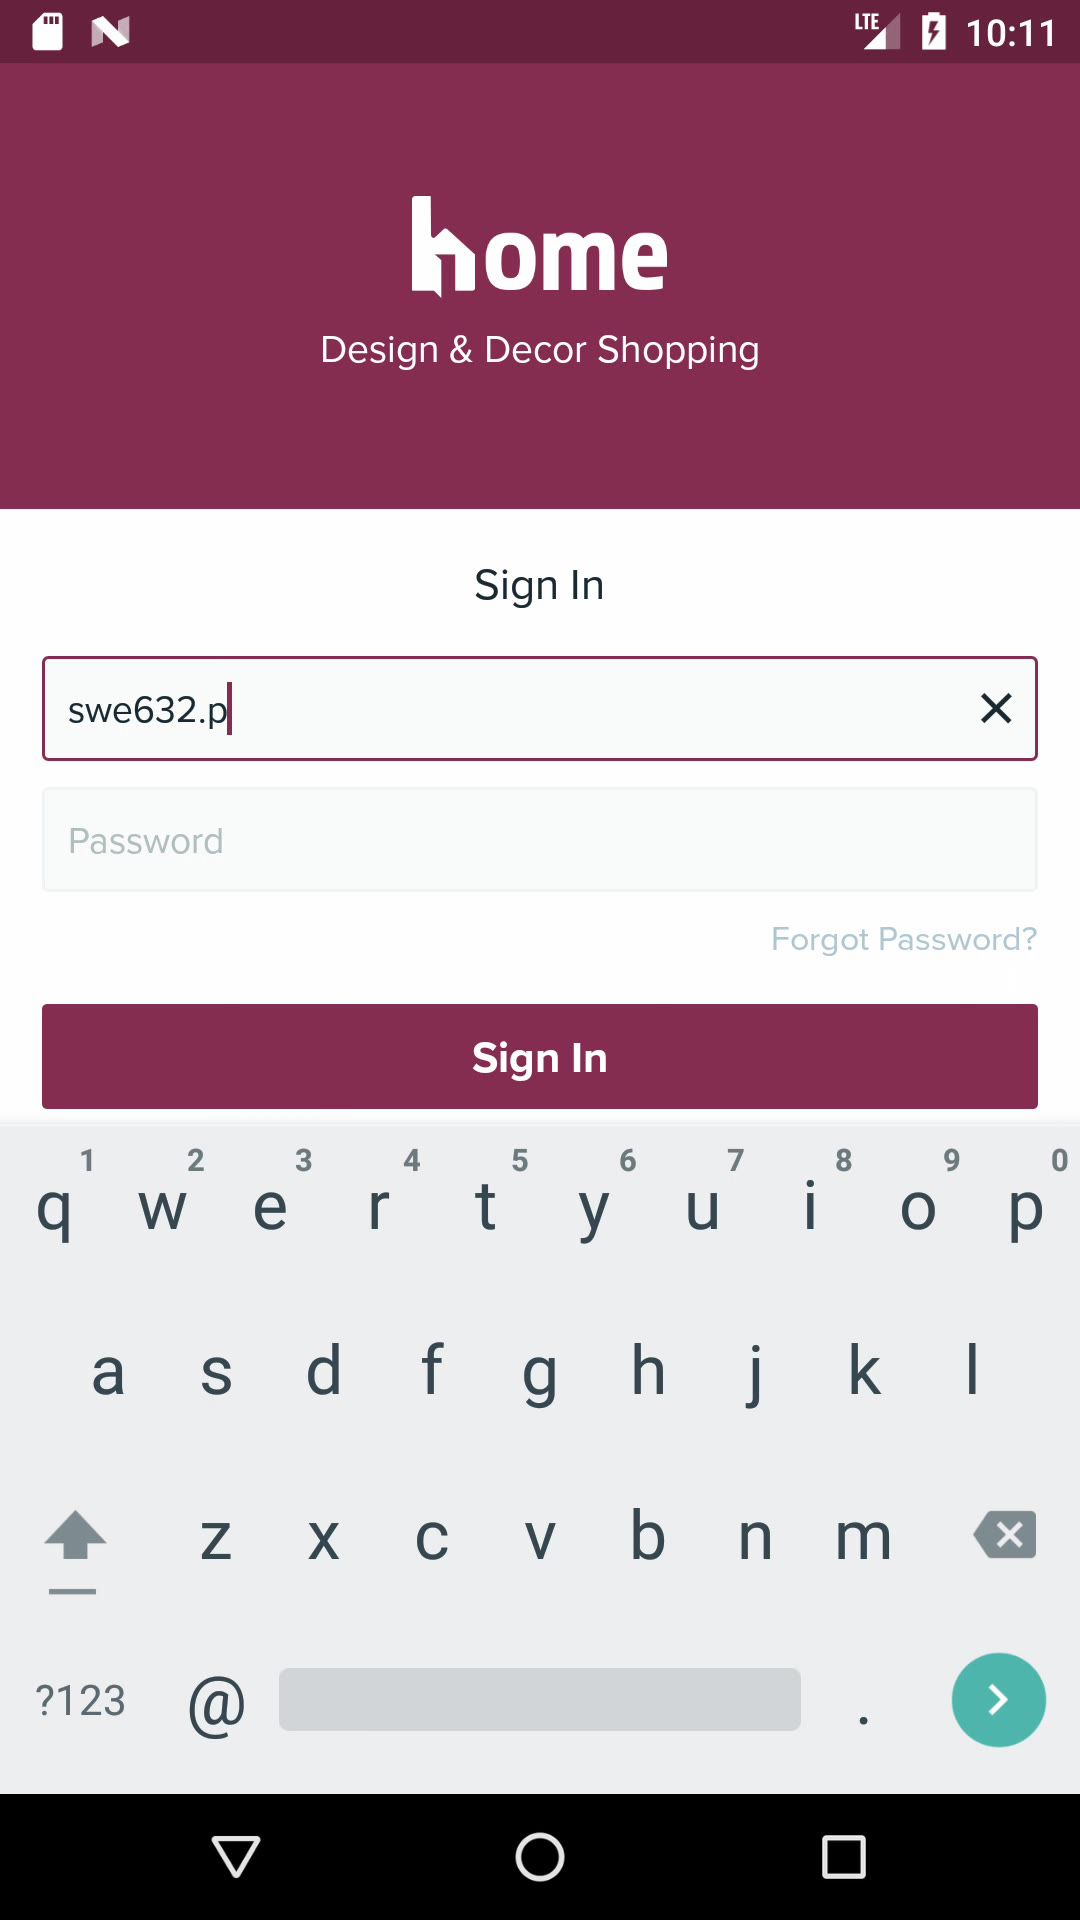 LTE 10:11
home
Design & Decor Shopping
Sign In
swe632.p
Password
Forgot Password?
Sign In
1 2 3 4 5 6 7 8 9 0
q w e r t y u i o p
a s d f g h j k l
z x c v b n m
?123 @ .